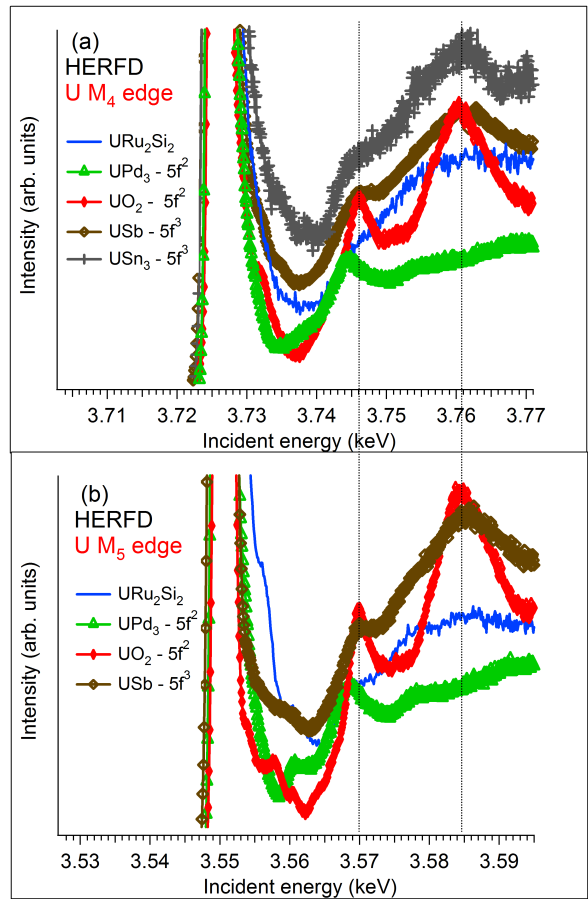 (a)
HERFD
U M₄ edge
URu₂Si₂
UPd₃ - 5f²
UO₂ - 5f²
USb - 5f³
USn₃ - 5f³
Intensity (arb. units)
3.71 3.72 3.73 3.74 3.75 3.76 3.77
Incident energy (keV)
(b)
HERFD
U M₅ edge
URu₂Si₂
UPd₃ - 5f²
UO₂ - 5f²
USb - 5f³
Intensity (arb. units)
3.53 3.54 3.55 3.56 3.57 3.58 3.59
Incident energy (keV)